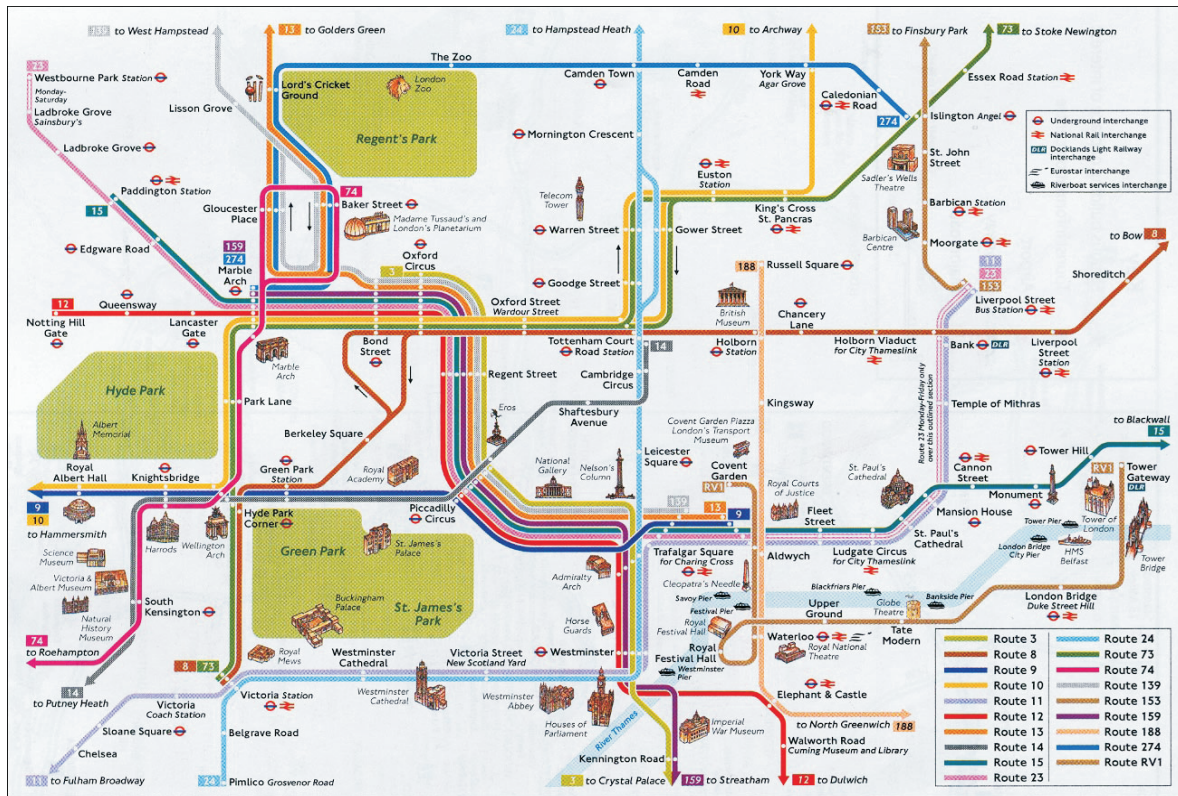 139 to West Hampstead
13 to Golders Green
24 to Hampstead Heath
10 to Archway
153 to Finsbury Park
73 to Stoke Newington
23
Westbourne Park Station
Monday-
Saturday
Ladbroke Grove
Sainsbury's
Ladbroke Grove
Paddington Station
15
Edgware Road
Lisson Grove
Lord's Cricket
Ground
The Zoo
London
Zoo
Regent's Park
Camden Town
Camden
Road
York Way
Agar Grove
Caledonian
Road
274
Essex Road Station
Islington Angel
Underground interchange
National Rail interchange
DLR
Docklands Light Railway
interchange
Eurostar interchange
Riverboat services interchange
Mornington Crescent
St. John
Street
Sadler's Wells
Theatre
Euston
Station
Telecom
Tower
King's Cross
St. Pancras
Barbican Station
Barbican
Centre
Moorgate
to Bow 8
74
Gloucester
Place
Baker Street
Madame Tussaud's and
London's Planetarium
Warren Street
Gower Street
159
274
Marble
Arch
3
Oxford
Circus
Goodge Street
188
Russell Square
11
23
153
Liverpool Street
Bus Station
Shoreditch
12
Queensway
Notting Hill
Gate
Lancaster
Gate
Oxford Street
Wardour Street
British
Museum
Chancery
Lane
Bond
Street
Tottenham Court
Road Station
14
Holborn
Station
Holborn Viaduct
for City Thameslink
Bank DLR
Liverpool
Street
Station
Marble
Arch
Hyde Park
Regent Street
Cambridge
Circus
Park Lane
Eros
Shaftesbury
Avenue
Kingsway
Route 23 Monday-Friday only
over this outlined section
Temple of Mithras
to Blackwall
15
Albert
Memorial
Berkeley Square
Covent Garden Piazza
London's Transport
Museum
Royal
Albert Hall
Knightsbridge
Green Park
Station
Royal
Academy
National
Gallery
Nelson's
Column
Leicester
Square
Covent
Garden
RV1
St. Paul's
Cathedral
Cannon
Street
Tower Hill
RV1
Tower
Gateway
DLR
9
10
to Hammersmith
Hyde Park
Corner
Piccadilly
Circus
139
13
9
Royal Courts
of Justice
Fleet
Street
Monument
Mansion House
Tower of
London
Harrods
Wellington
Arch
Green Park
St. James's
Palace
Science
Museum
Victoria &
Albert Museum
Natural
History
Museum
Trafalgar Square
for Charing Cross
Aldwych
Ludgate Circus
for City Thameslink
St. Paul's
Cathedral
Tower Pier
London Bridge
City Pier
HMS
Belfast
Tower
Bridge
Admiralty
Arch
Cleopatra's Needle
Savoy Pier
Festival Pier
Blackfriars Pier
Bankside Pier
Buckingham
Palace
St. James's
Park
South
Kensington
Horse
Guards
Royal
Festival Hall
Upper
Ground
Globe
Theatre
London Bridge
Duke Street Hill
Waterloo
Royal National
Theatre
Tate
Modern
74
to Roehampton
Royal
Mews
Westminster
Cathedral
Victoria Street
New Scotland Yard
Westminster
Royal
Festival Hall
Westminster
Pier
8
73
14
to Putney Heath
Victoria
Coach Station
Victoria Station
Westminster
Cathedral
Westminster
Abbey
Houses of
Parliament
Elephant & Castle
to North Greenwich
188
Sloane Square
Belgrave Road
River Thames
Imperial
War Museum
Walworth Road
Cuming Museum and Library
Chelsea
Kennington Road
11 to Fulham Broadway
24 Pimlico Grosvenor Road
3 to Crystal Palace
159 to Streatham
12 to Dulwich
Route 3
Route 8
Route 9
Route 10
Route 11
Route 12
Route 13
Route 14
Route 15
Route 23
Route 24
Route 73
Route 74
Route 139
Route 153
Route 159
Route 188
Route 274
Route RV1